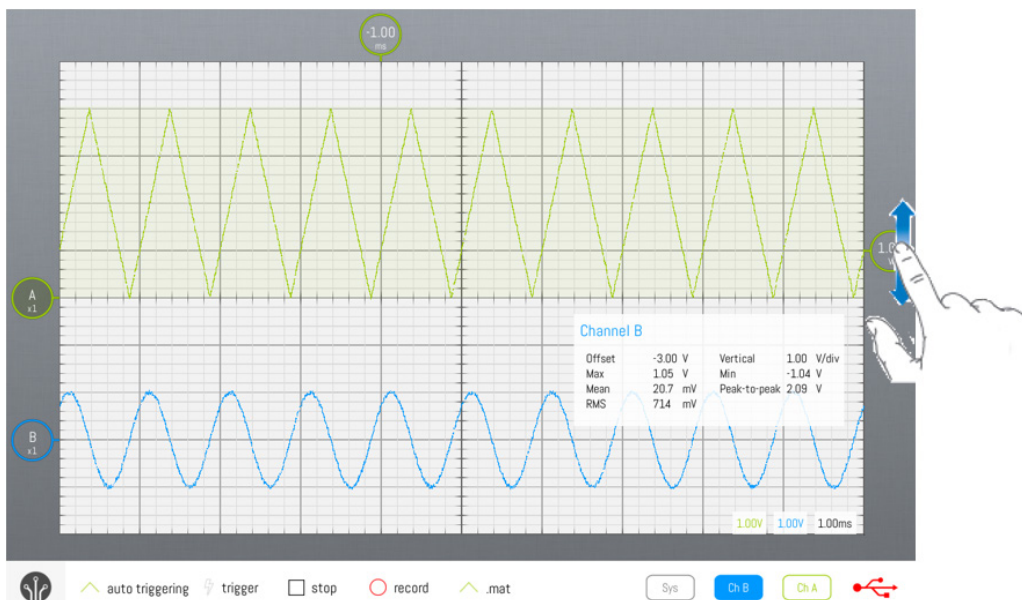 -1.00
ms
A
x1
Channel B
Offset -3.00 V Vertical 1.00 V/div
Max 1.05 V Min -1.04 V
Mean 20.7 mV Peak-to-peak 2.09 V
RMS 714 mV
B
x1
1.00V 1.00V 1.00ms
auto triggering trigger stop record .mat Sys Ch B Ch A